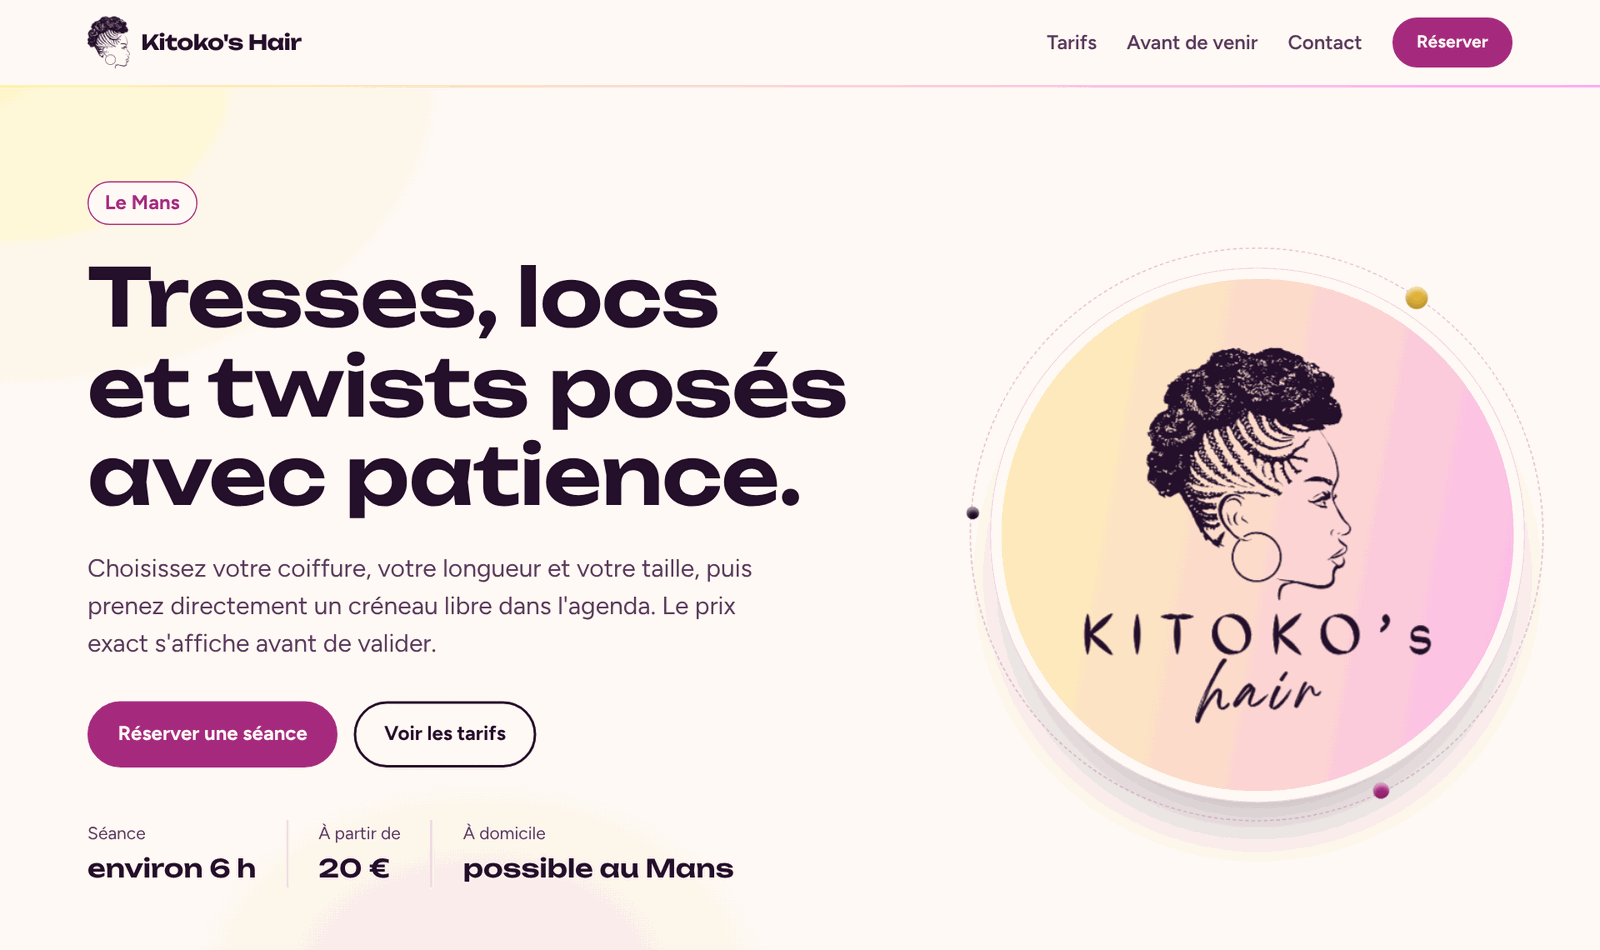 Kitoko's Hair
Tarifs
Avant de venir
Contact
Réserver
Le Mans
Tresses, locs
et twists posés
avec patience.
Choisissez votre coiffure, votre longueur et votre taille, puis
prenez directement un créneau libre dans l'agenda. Le prix
exact s'affiche avant de valider.
Réserver une séance
Voir les tarifs
Séance
environ 6 h
À partir de
20 €
À domicile
possible au Mans
KITOKO's
hair